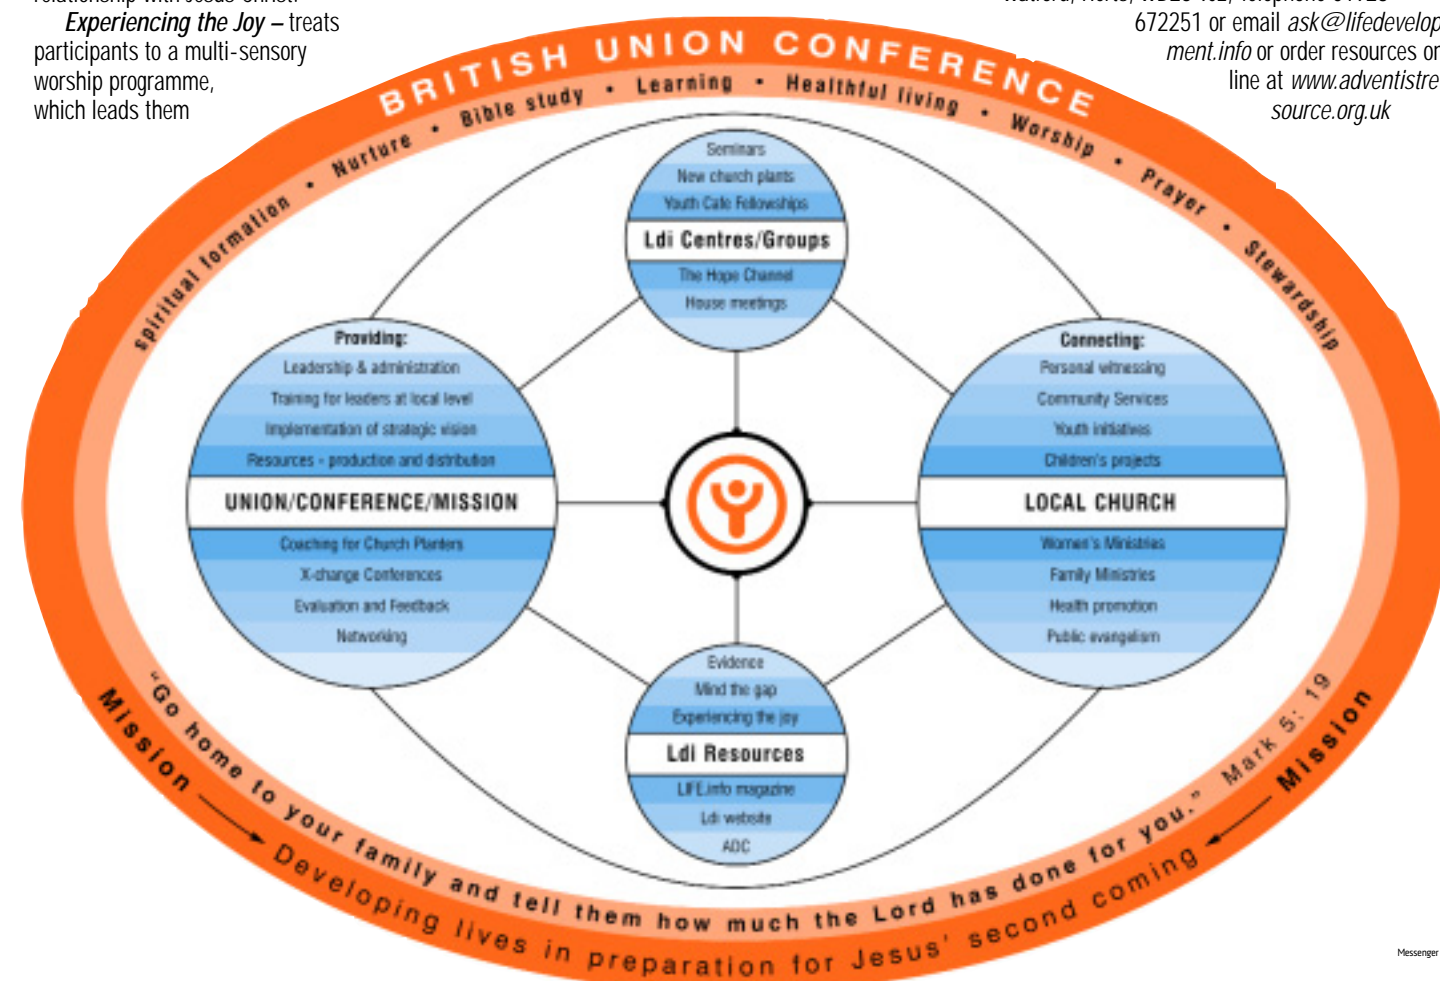 Experiencing the Joy – treats
participants to a multi-sensory
worship programme,
which leads them
672251 or email ask@lifedevelop
ment.info or order resources on
line at www.adventistre
source.org.uk
BRITISH UNION CONFERENCE
spiritual formation • Nurture • Bible study • Learning • Healthful living • Worship • Prayer • Stewardship
Seminars
New church plants
Youth Cafe Fellowships
Ldi Centres/Groups
The Hope Channel
House meetings
Providing:
Leadership & administration
Training for leaders at local level
Implementation of strategic vision
Resources - production and distribution
UNION/CONFERENCE/MISSION
Coaching for Church Planters
X-change Conferences
Evaluation and Feedback
Networking
Connecting:
Personal witnessing
Community Services
Youth initiatives
Children's projects
LOCAL CHURCH
Women's Ministries
Family Ministries
Health promotion
Public evangelism
Evidence
Mind the gap
Experiencing the joy
Ldi Resources
LIFE.info magazine
Ldi website
ADC
"Go home to your family and tell them how much the Lord has done for you." Mark 5: 19
Mission
Developing lives in preparation for Jesus' second coming
Mission
Messenger